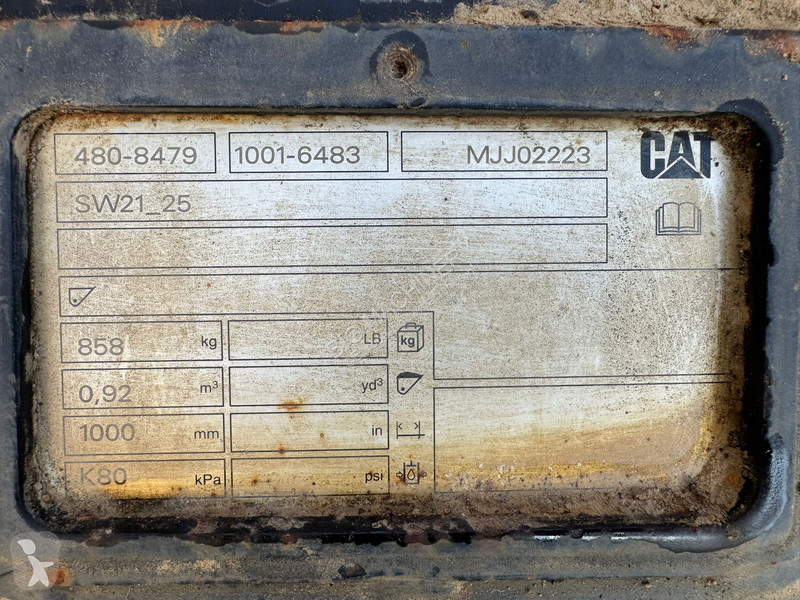 480-8479 1001-6483 MJJ02223 CAT
SW21_25
858 kg LB kg
0,92 m³ yd³
1000 mm in
K80 kPa psi